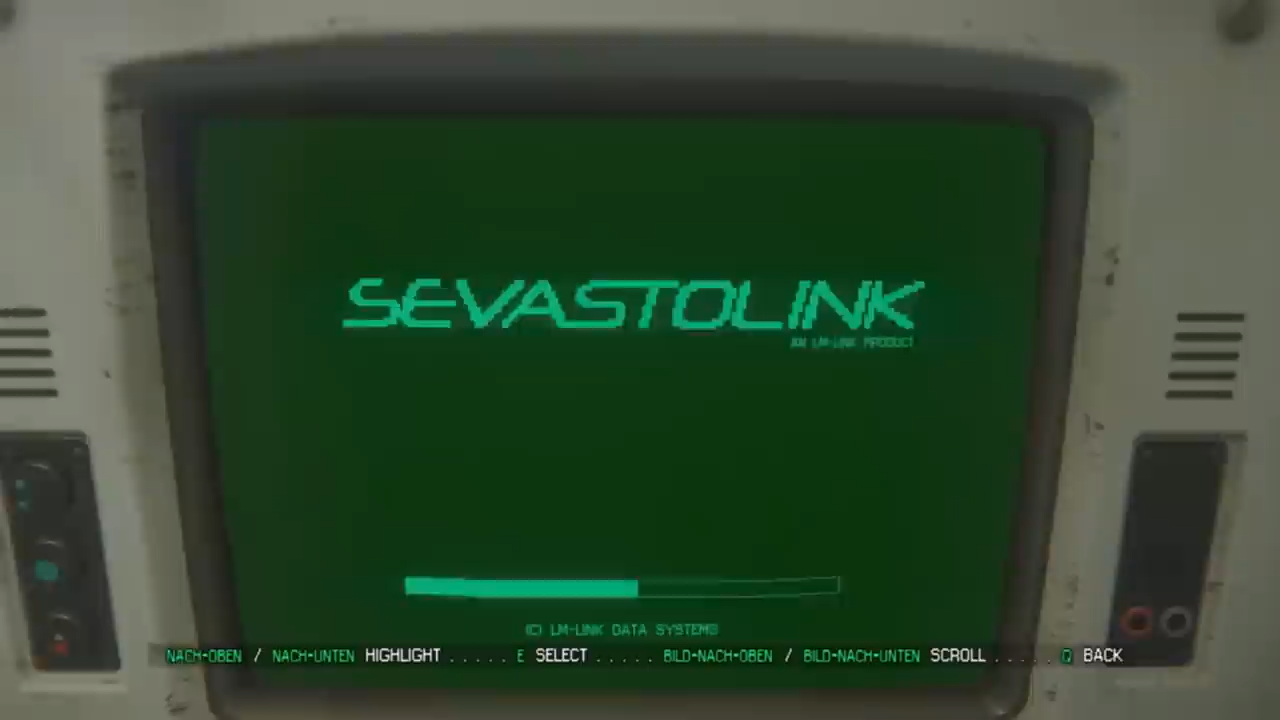 SEVASTOLINK
AN LM-LINK PRODUCT
(C) LM-LINK DATA SYSTEMS
NACH-OBEN / NACH-UNTEN HIGHLIGHT ..... E SELECT ..... BILD-NACH-OBEN / BILD-NACH-UNTEN SCROLL ..... Q BACK